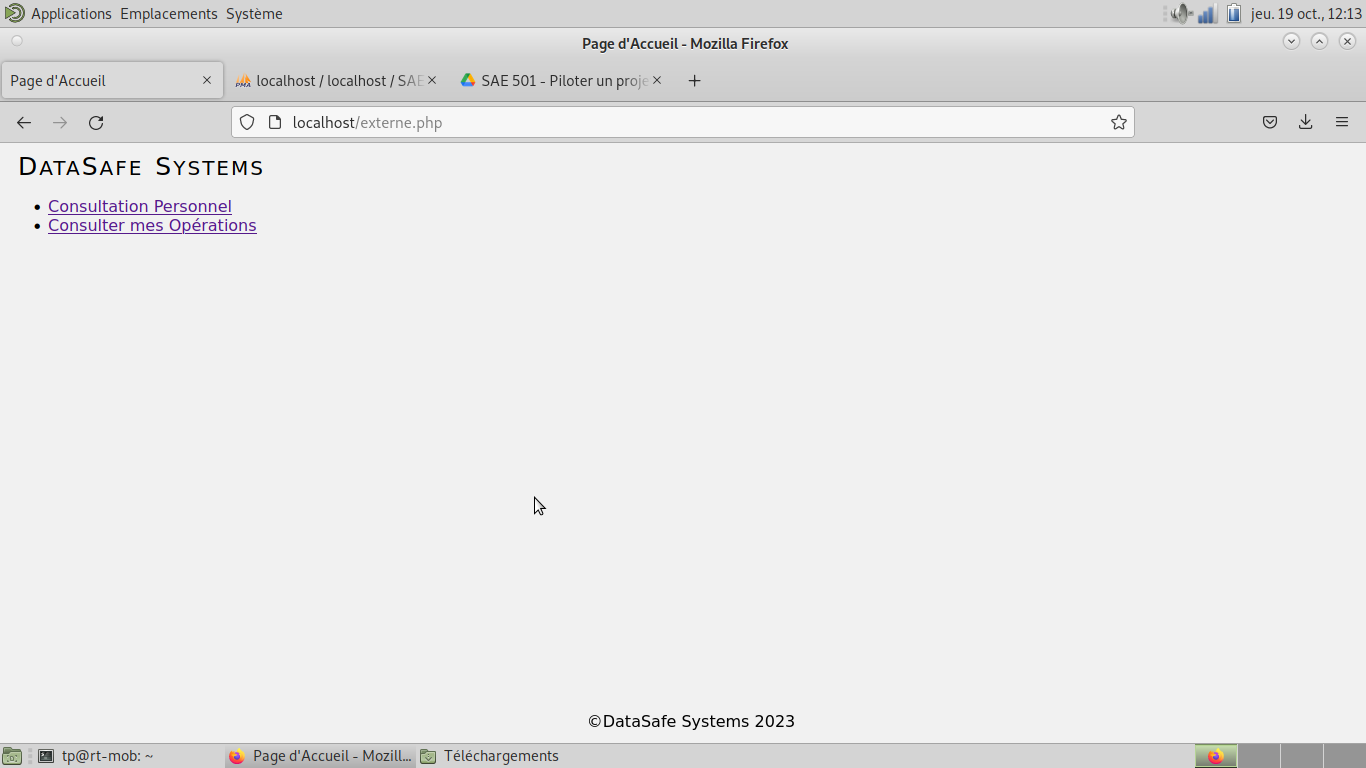 Applications Emplacements Système jeu. 19 oct., 12:13
Page d'Accueil - Mozilla Firefox
Page d'Accueil localhost / localhost / SAE SAE 501 - Piloter un proje
localhost/externe.php
DATASAFE SYSTEMS
• Consultation Personnel
• Consulter mes Opérations
©DataSafe Systems 2023
tp@rt-mob: ~ Page d'Accueil - Mozill... Téléchargements